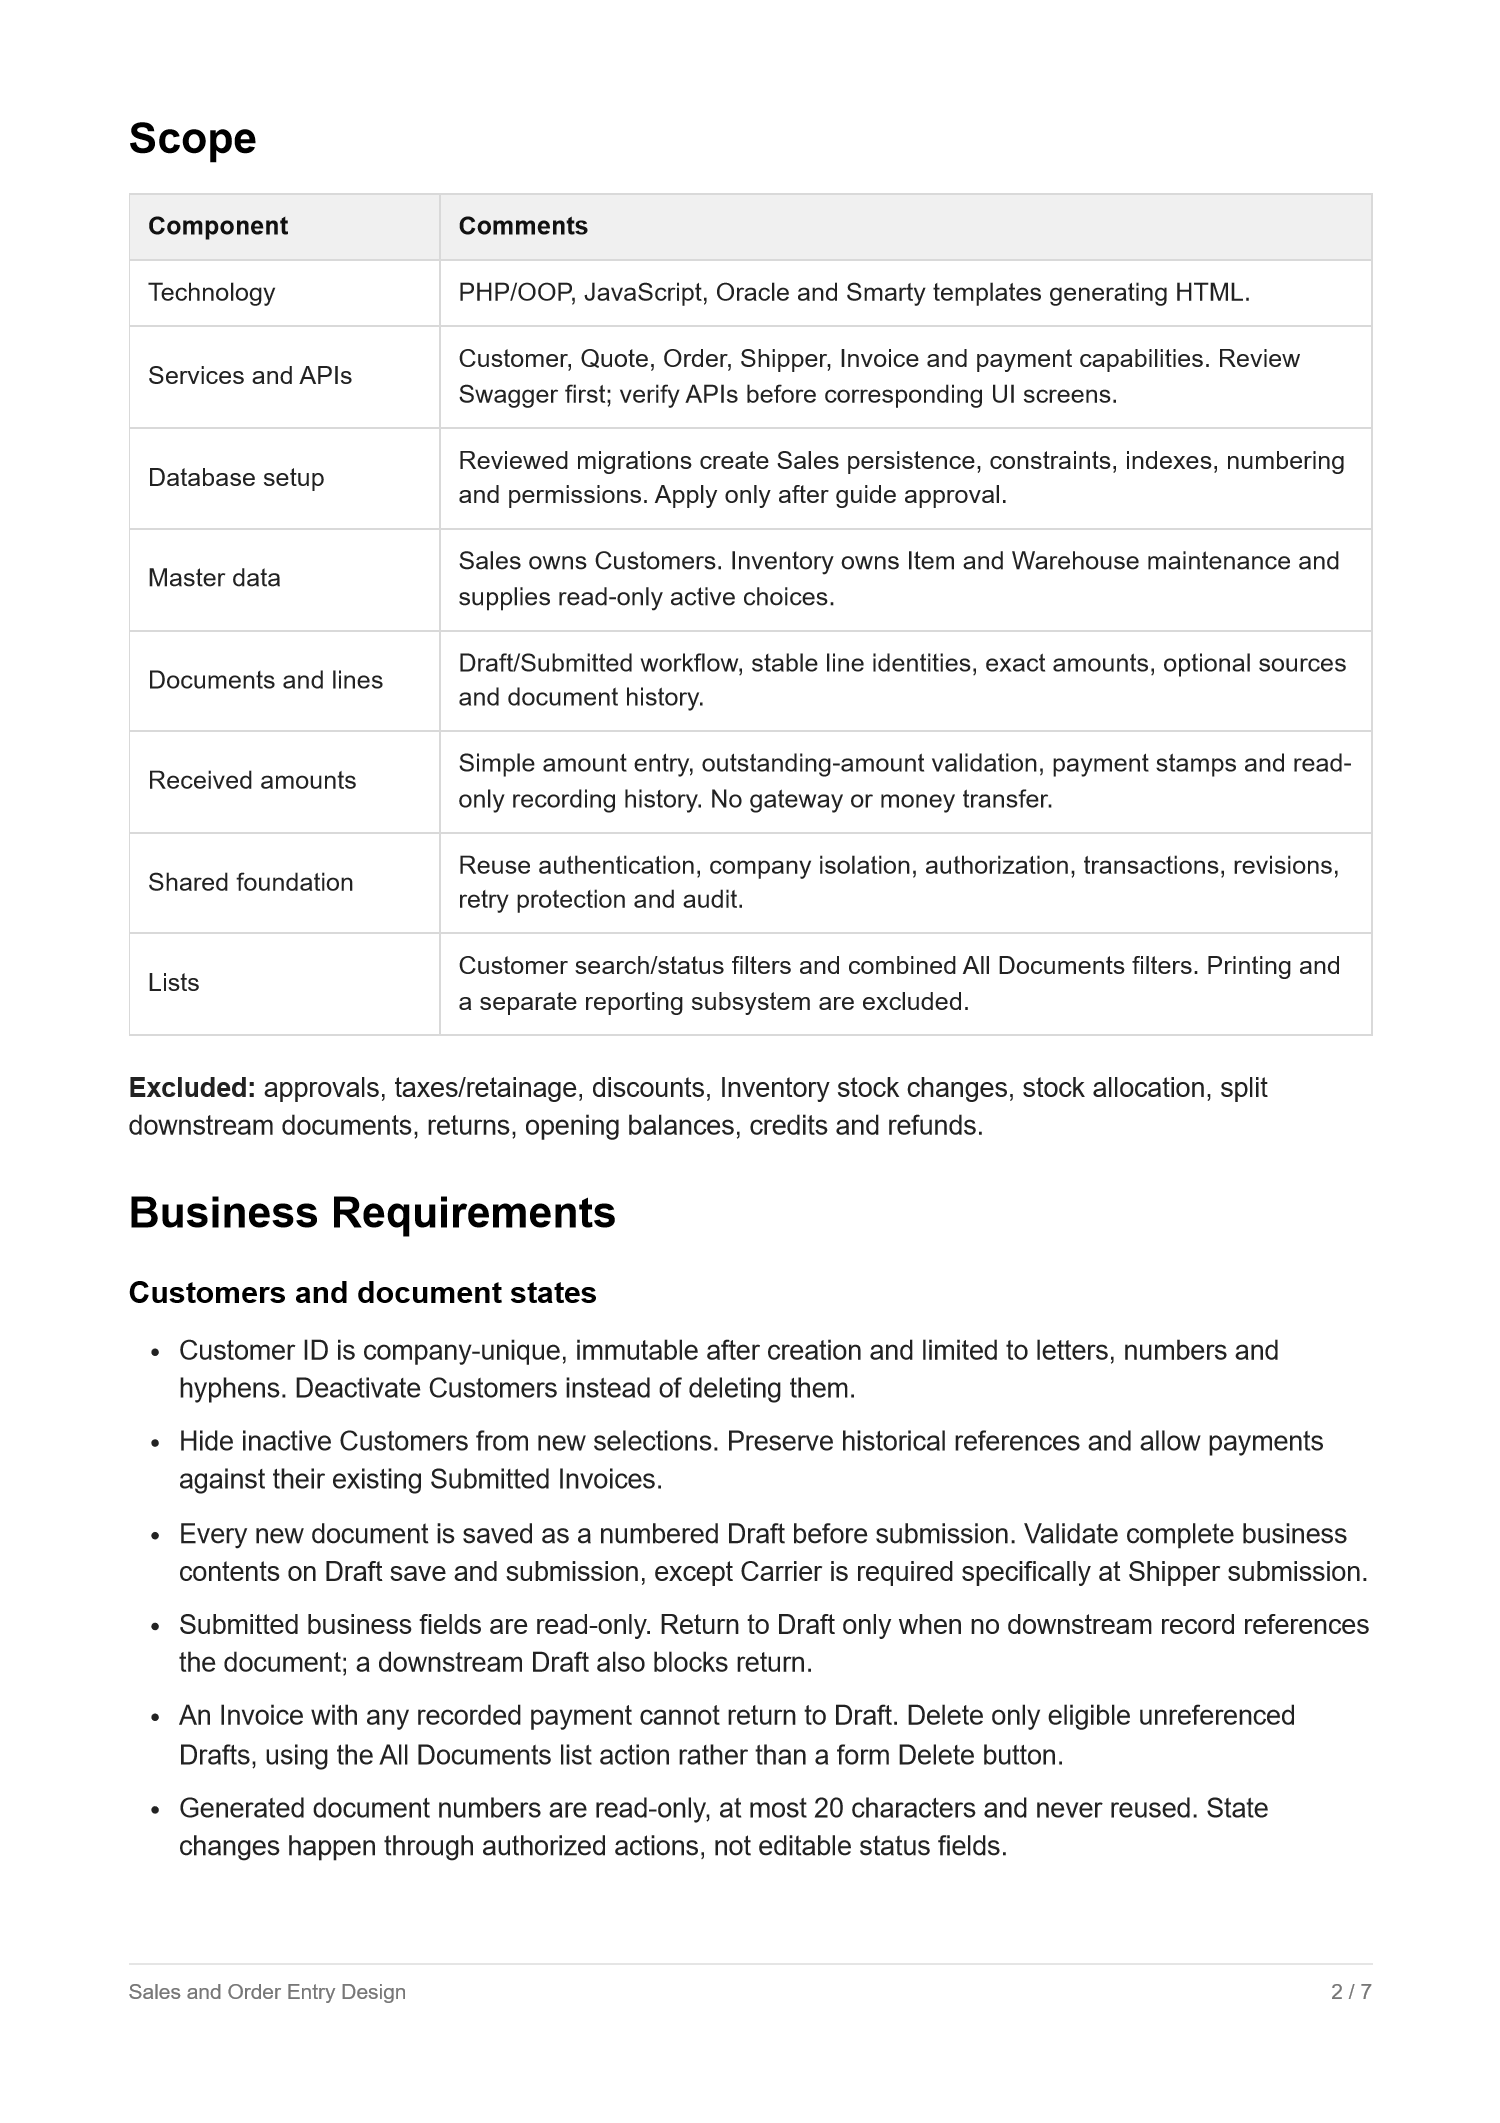 Scope
Component Comments
Technology PHP/OOP, JavaScript, Oracle and Smarty templates generating HTML.
Services and APIs Customer, Quote, Order, Shipper, Invoice and payment capabilities. Review
Swagger first; verify APIs before corresponding UI screens.
Database setup Reviewed migrations create Sales persistence, constraints, indexes, numbering
and permissions. Apply only after guide approval.
Master data Sales owns Customers. Inventory owns Item and Warehouse maintenance and
supplies read-only active choices.
Documents and lines Draft/Submitted workflow, stable line identities, exact amounts, optional sources
and document history.
Received amounts Simple amount entry, outstanding-amount validation, payment stamps and read-
only recording history. No gateway or money transfer.
Shared foundation Reuse authentication, company isolation, authorization, transactions, revisions,
retry protection and audit.
Lists Customer search/status filters and combined All Documents filters. Printing and
a separate reporting subsystem are excluded.
Excluded: approvals, taxes/retainage, discounts, Inventory stock changes, stock allocation, split
downstream documents, returns, opening balances, credits and refunds.
Business Requirements
Customers and document states
• Customer ID is company-unique, immutable after creation and limited to letters, numbers and
hyphens. Deactivate Customers instead of deleting them.
• Hide inactive Customers from new selections. Preserve historical references and allow payments
against their existing Submitted Invoices.
• Every new document is saved as a numbered Draft before submission. Validate complete business
contents on Draft save and submission, except Carrier is required specifically at Shipper submission.
• Submitted business fields are read-only. Return to Draft only when no downstream record references
the document; a downstream Draft also blocks return.
• An Invoice with any recorded payment cannot return to Draft. Delete only eligible unreferenced
Drafts, using the All Documents list action rather than a form Delete button.
• Generated document numbers are read-only, at most 20 characters and never reused. State
changes happen through authorized actions, not editable status fields.
Sales and Order Entry Design 2 / 7